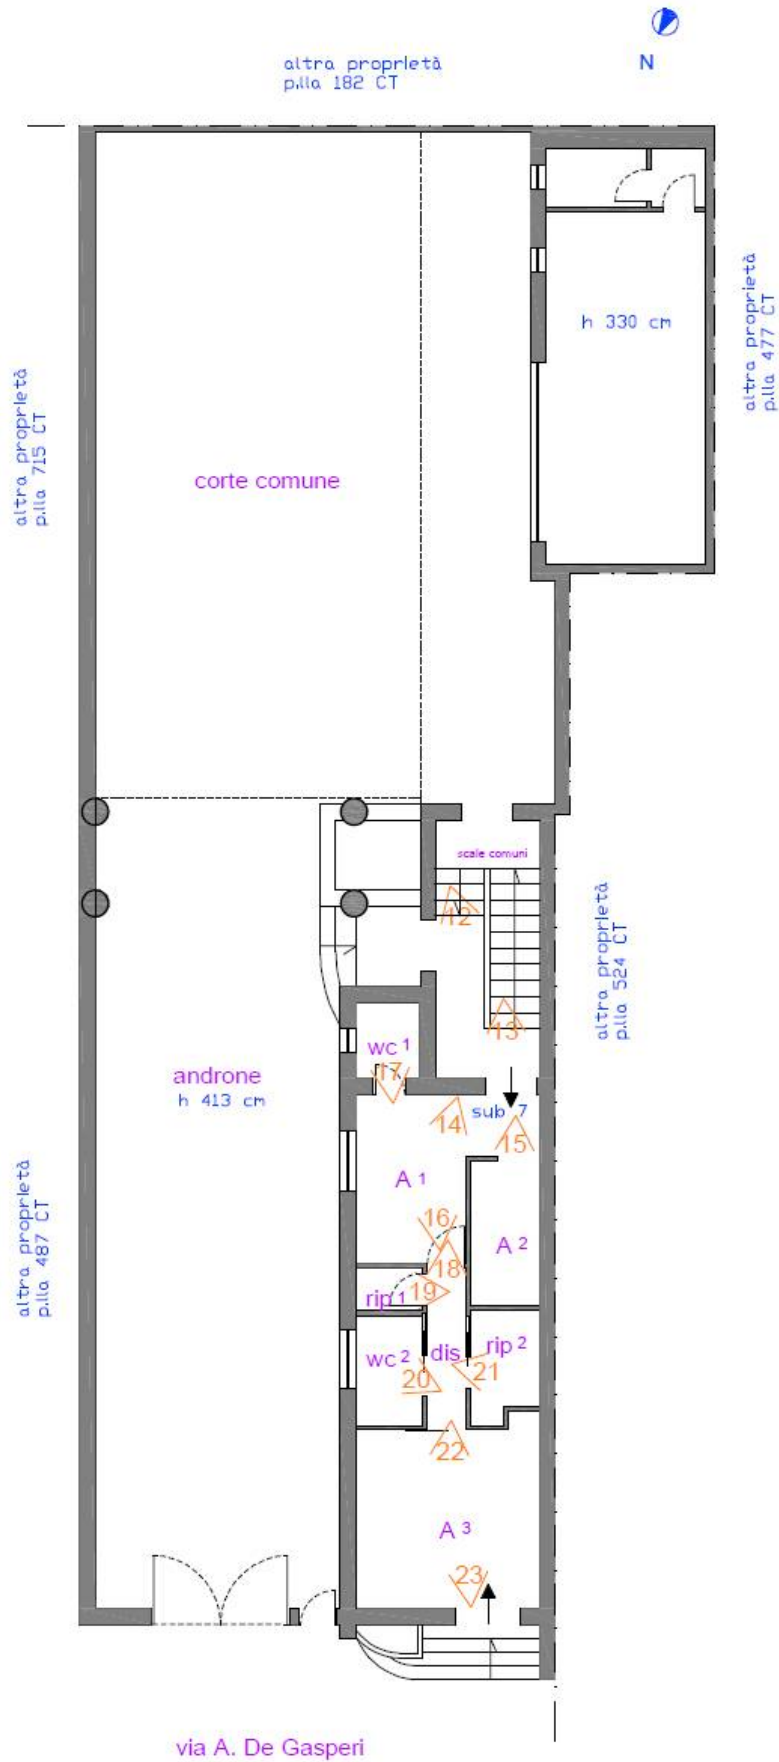 N
altra proprietà
p.lla 182 CT
altra proprietà
p.lla 477 CT
h 330 cm
altra proprietà
p.lla 715 CT
corte comune
scale comuni
12
altra proprietà
p.lla 524 CT
13
wc 1
androne
h 413 cm
17
14
sub 7
15
A 1
16
A 2
18
19
rip 1
altra proprietà
p.lla 487 CT
wc 2
dis
rip 2
20
21
22
A 3
23
via A. De Gasperi